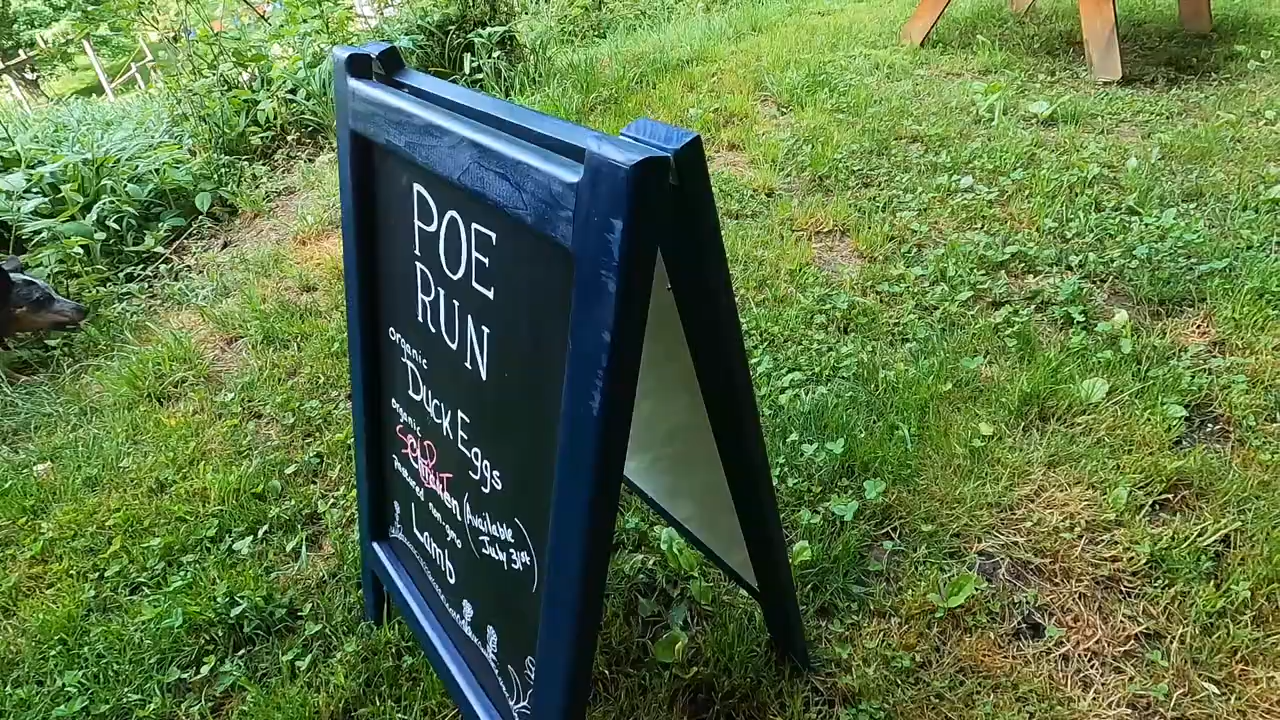 POE
RUN
organic
Duck Eggs
organic
SOLD OUT
Chicken (Available July 31st)
pastured non-gmo
Lamb